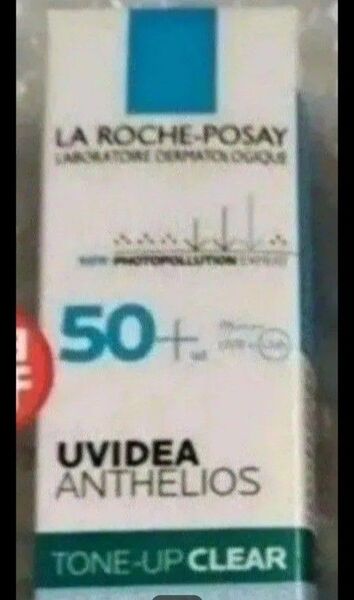 LA ROCHE-POSAY
LABORATOIRE DERMATOLOGIQUE
PHOTOPOLLUTION
50+
UVIDEA
ANTHELIOS
TONE-UP CLEAR